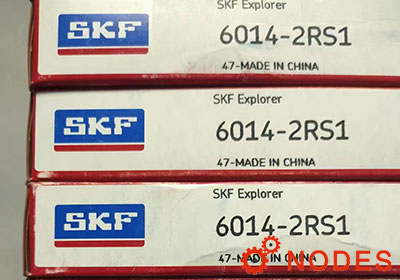 SKF
SKF Explorer
6014-2RS1
47-MADE IN CHINA
SKF
SKF Explorer
6014-2RS1
47-MADE IN CHINA
SKF
SKF Explorer
6014-2RS1
47-MADE IN CHINA
NODES